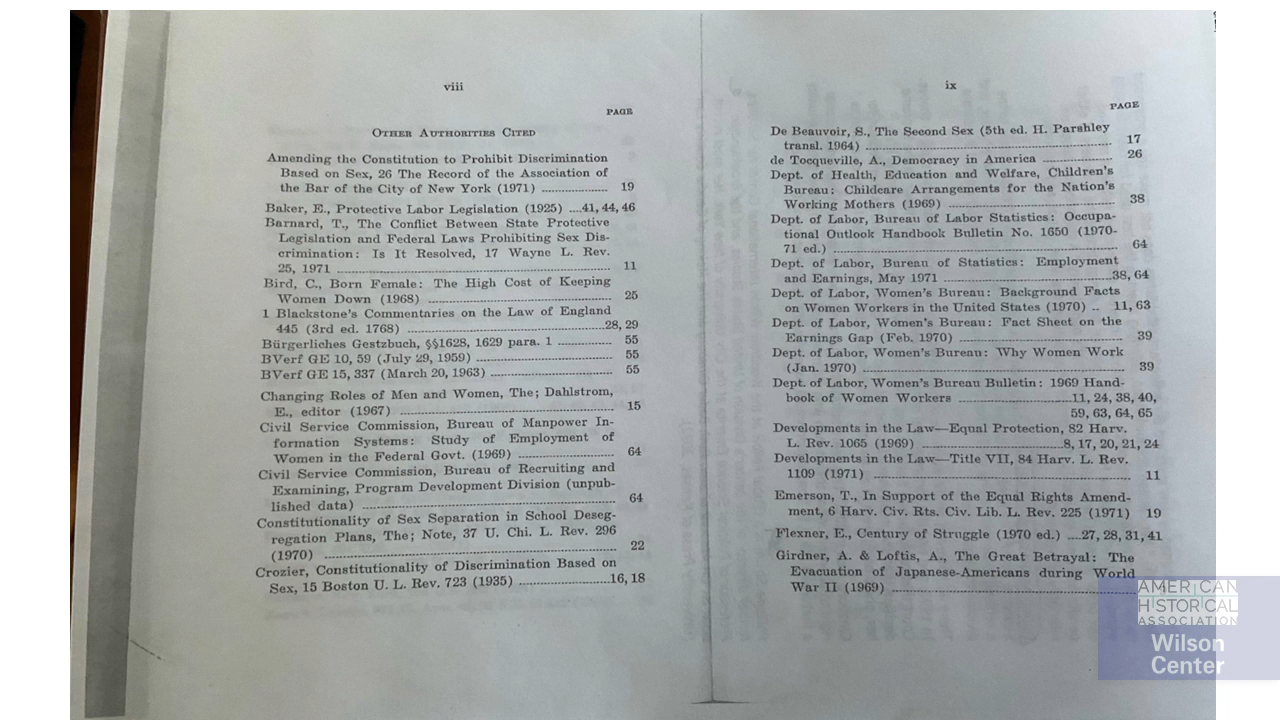 viii
PAGE
OTHER AUTHORITIES CITED
Amending the Constitution to Prohibit Discrimination
Based on Sex, 26 The Record of the Association of
the Bar of the City of New York (1971) .................... 19
Baker, E., Protective Labor Legislation (1925) ....41, 44, 46
Barnard, T., The Conflict Between State Protective
Legislation and Federal Laws Prohibiting Sex Dis-
crimination: Is It Resolved, 17 Wayne L. Rev.
25, 1971 .................... 11
Bird, C., Born Female: The High Cost of Keeping
Women Down (1968) .................... 25
1 Blackstone's Commentaries on the Law of England
445 (3rd ed. 1768) ....................28, 29
Bürgerliches Gestzbuch, §§1628, 1629 para. 1 .............. 55
BVerf GE 10, 59 (July 29, 1959) .................... 55
BVerf GE 15, 337 (March 20, 1963) .................... 55
Changing Roles of Men and Women, The; Dahlstrom,
E., editor (1967) .................... 15
Civil Service Commission, Bureau of Manpower In-
formation Systems: Study of Employment of
Women in the Federal Govt. (1969) .................... 64
Civil Service Commission, Bureau of Recruiting and
Examining, Program Development Division (unpub-
lished data) .................... 64
Constitutionality of Sex Separation in School Deseg-
regation Plans, The; Note, 37 U. Chi. L. Rev. 296
(1970) .................... 22
Crozier, Constitutionality of Discrimination Based on
Sex, 15 Boston U. L. Rev. 723 (1935) ....................16, 18
ix
PAGE
De Beauvoir, S., The Second Sex (5th ed. H. Parshley
transl. 1964) .................... 17
de Tocqueville, A., Democracy in America .................... 26
Dept. of Health, Education and Welfare, Children's
Bureau: Childcare Arrangements for the Nation's
Working Mothers (1969) .................... 38
Dept. of Labor, Bureau of Labor Statistics: Occupa-
tional Outlook Handbook Bulletin No. 1650 (1970-
71 ed.) .................... 64
Dept. of Labor, Bureau of Statistics: Employment
and Earnings, May 1971 ....................38, 64
Dept. of Labor, Women's Bureau: Background Facts
on Women Workers in the United States (1970) .. 11, 63
Dept. of Labor, Women's Bureau: Fact Sheet on the
Earnings Gap (Feb. 1970) .................... 39
Dept. of Labor, Women's Bureau: Why Women Work
(Jan. 1970) .................... 39
Dept. of Labor, Women's Bureau Bulletin: 1969 Hand-
book of Women Workers ....................11, 24, 38, 40,
59, 63, 64, 65
Developments in the Law—Equal Protection, 82 Harv.
L. Rev. 1065 (1969) ....................8, 17, 20, 21, 24
Developments in the Law—Title VII, 84 Harv. L. Rev.
1109 (1971) .................... 11
Emerson, T., In Support of the Equal Rights Amend-
ment, 6 Harv. Civ. Rts. Civ. Lib. L. Rev. 225 (1971) 19
Flexner, E., Century of Struggle (1970 ed.) ....27, 28, 31, 41
Girdner, A. & Loftis, A., The Great Betrayal: The
Evacuation of Japanese-Americans during World
War II (1969) ....................
AMERICAN
HISTORICAL
ASSOCIATION
Wilson
Center